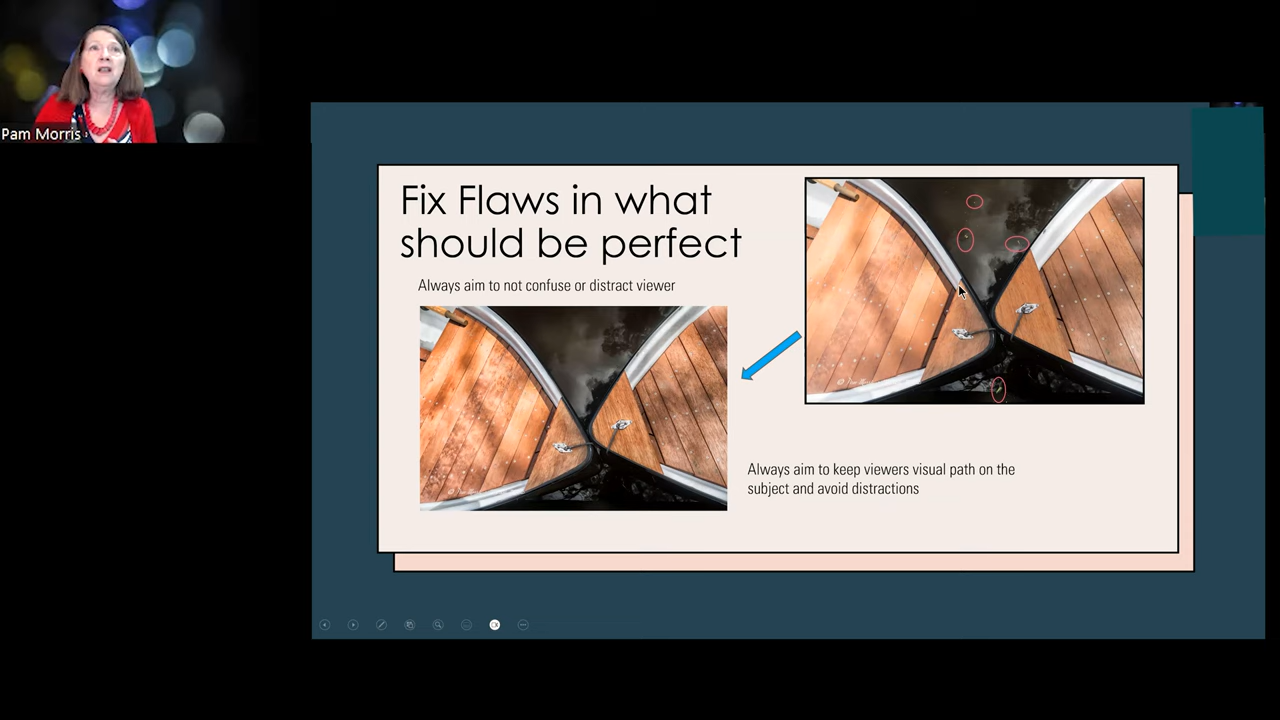 Pam Morris
Fix Flaws in what
should be perfect
Always aim to not confuse or distract viewer
Always aim to keep viewers visual path on the
subject and avoid distractions